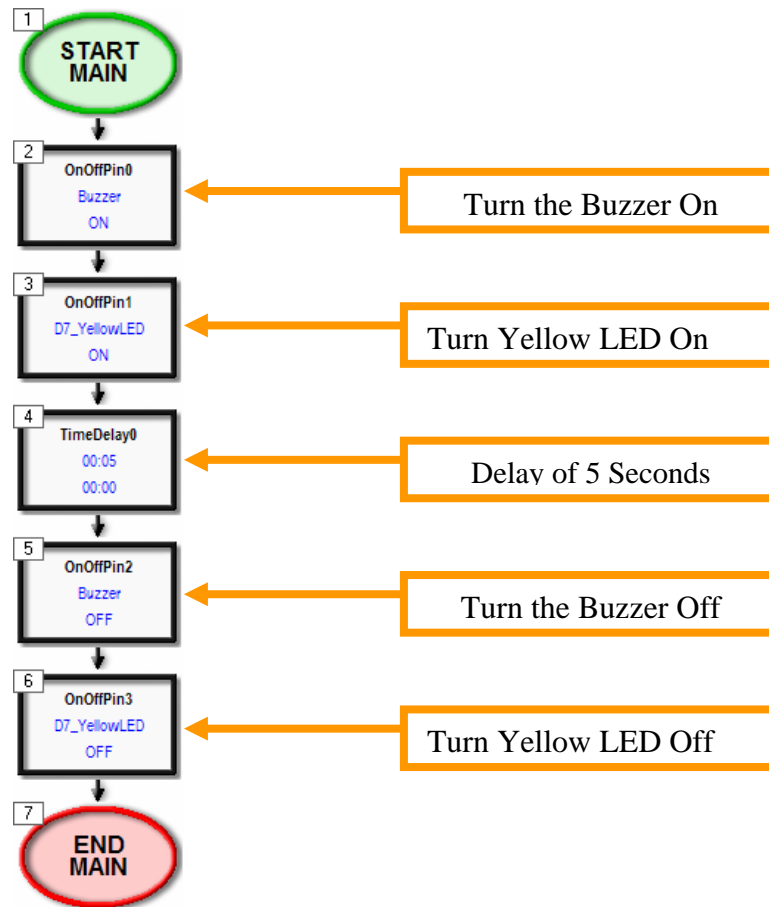 1
START
MAIN
2
OnOffPin0
Buzzer
ON
Turn the Buzzer On
3
OnOffPin1
D7_YellowLED
ON
Turn Yellow LED On
4
TimeDelay0
00:05
00:00
Delay of 5 Seconds
5
OnOffPin2
Buzzer
OFF
Turn the Buzzer Off
6
OnOffPin3
D7_YellowLED
OFF
Turn Yellow LED Off
7
END
MAIN